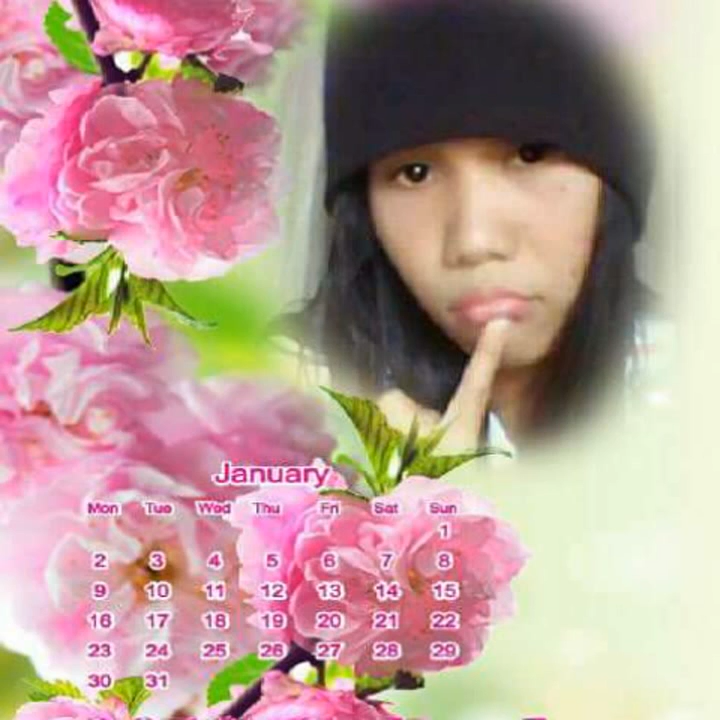 January
Mon Tue Wed Thu Fri Sat Sun
1
2 3 4 5 6 7 8
9 10 11 12 13 14 15
16 17 18 19 20 21 22
23 24 25 26 27 28 29
30 31